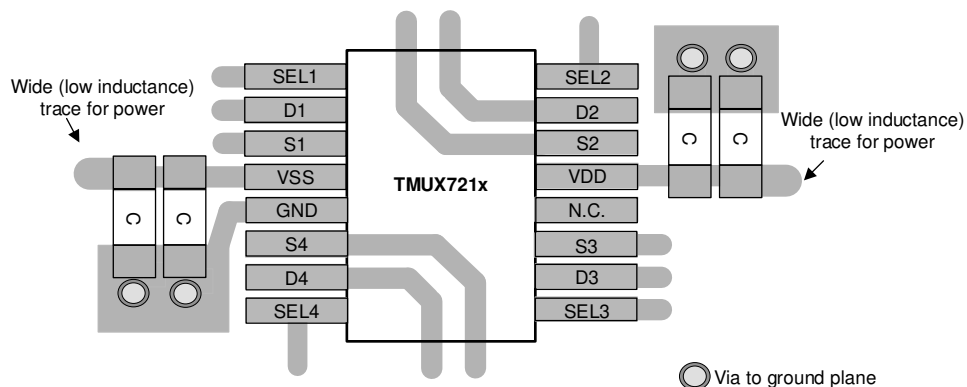 Wide (low inductance)
trace for power
SEL1
D1
S1
VSS
GND
S4
D4
SEL4
C
C
TMUX721x
SEL2
D2
S2
VDD
N.C.
S3
D3
SEL3
C
C
Wide (low inductance)
trace for power
Via to ground plane